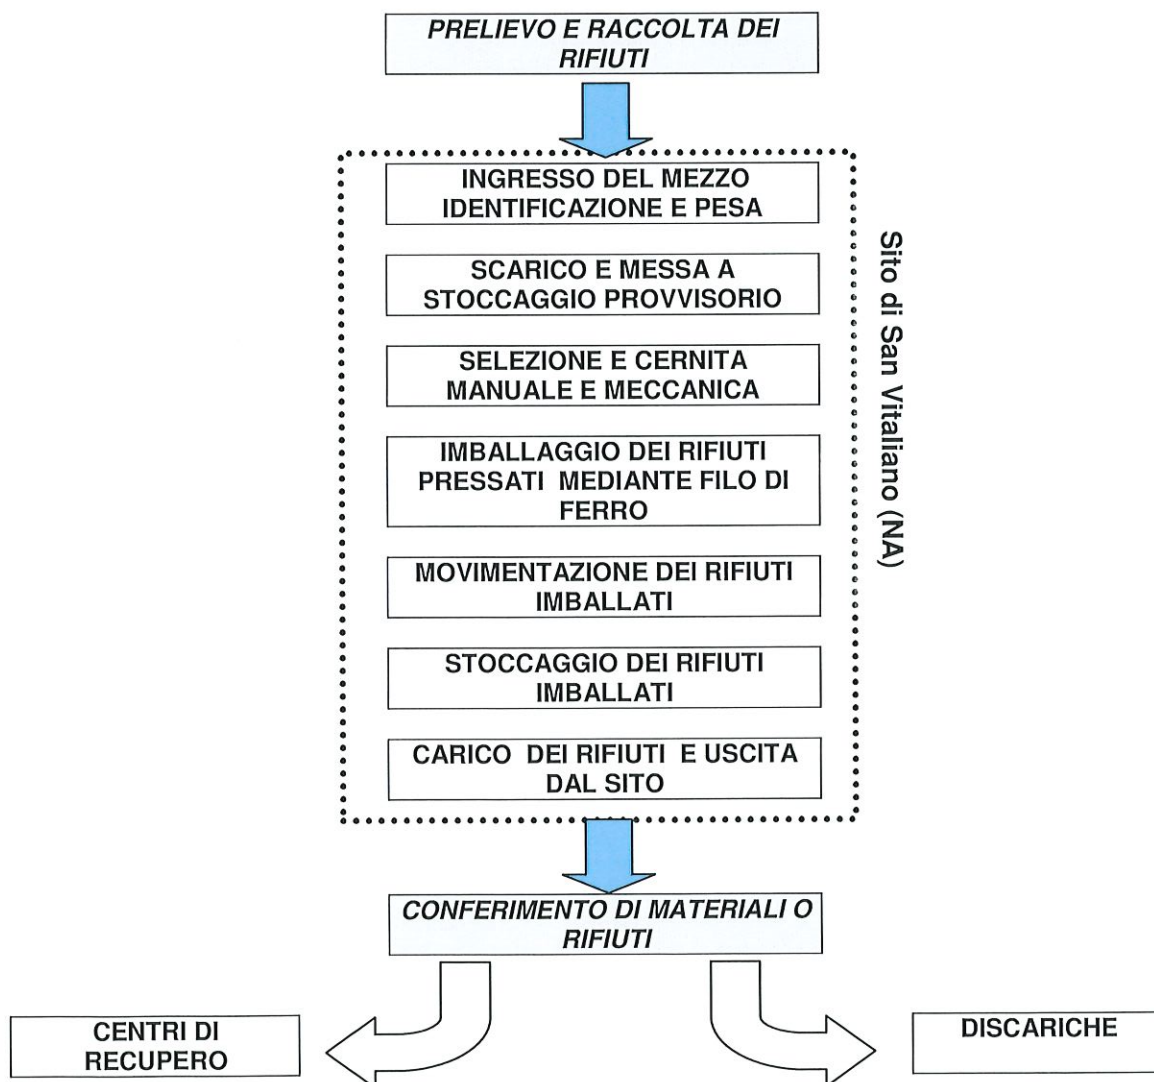 PRELIEVO E RACCOLTA DEI
RIFIUTI
INGRESSO DEL MEZZO
IDENTIFICAZIONE E PESA
SCARICO E MESSA A
STOCCAGGIO PROVVISORIO
SELEZIONE E CERNITA
MANUALE E MECCANICA
IMBALLAGGIO DEI RIFIUTI
PRESSATI MEDIANTE FILO DI
FERRO
MOVIMENTAZIONE DEI RIFIUTI
IMBALLATI
STOCCAGGIO DEI RIFIUTI
IMBALLATI
CARICO DEI RIFIUTI E USCITA
DAL SITO
Sito di San Vitaliano (NA)
CONFERIMENTO DI MATERIALI O
RIFIUTI
CENTRI DI
RECUPERO
DISCARICHE